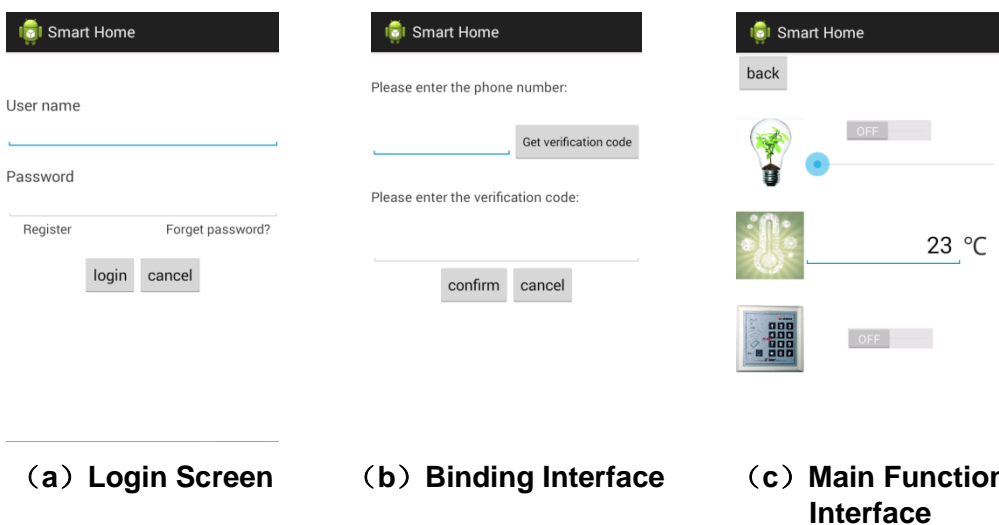 Smart Home
User name
Password
Register Forget password?
login cancel
（a）Login Screen
Smart Home
Please enter the phone number:
Get verification code
Please enter the verification code:
confirm cancel
（b）Binding Interface
Smart Home
back
OFF
23 °C
OFF
（c）Main Function
Interface